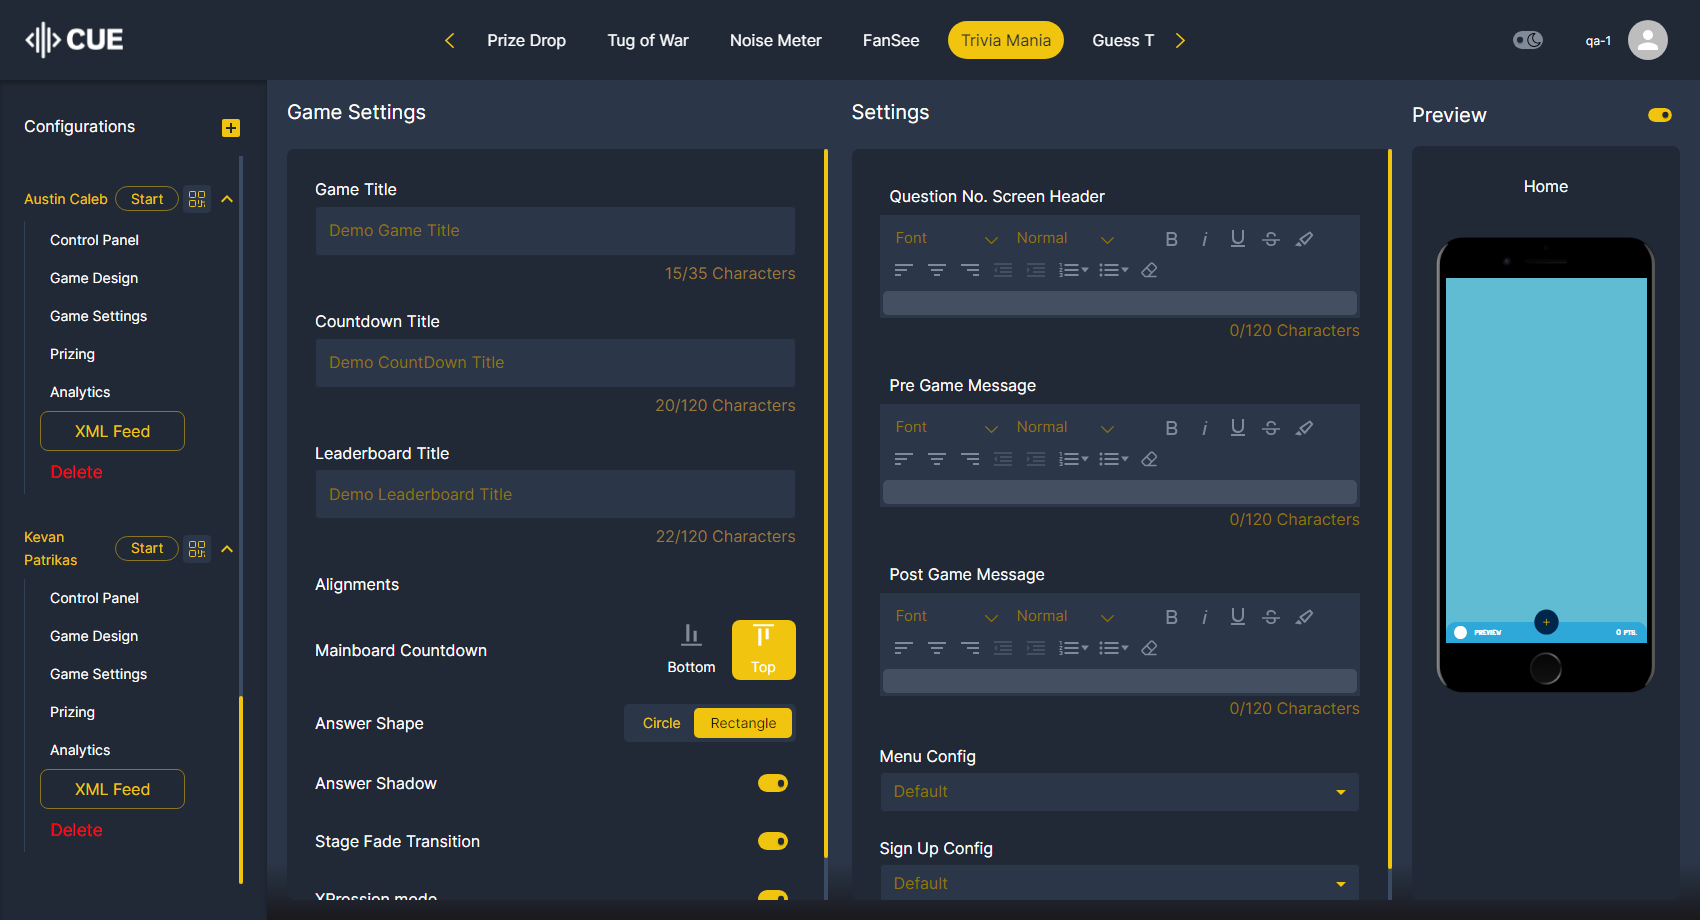 CUE
Prize Drop
Tug of War
Noise Meter
FanSee
Trivia Mania
Guess T
qa-1
Configurations
Austin Caleb
Start
Control Panel
Game Design
Game Settings
Prizing
Analytics
XML Feed
Delete
Kevan
Patrikas
Start
Control Panel
Game Design
Game Settings
Prizing
Analytics
XML Feed
Delete
Game Settings
Game Title
Demo Game Title
15/35 Characters
Countdown Title
Demo CountDown Title
20/120 Characters
Leaderboard Title
Demo Leaderboard Title
22/120 Characters
Alignments
Mainboard Countdown
Bottom
Top
Answer Shape
Circle
Rectangle
Answer Shadow
Stage Fade Transition
XPression mode
Settings
Question No. Screen Header
Font
Normal
0/120 Characters
Pre Game Message
Font
Normal
0/120 Characters
Post Game Message
Font
Normal
0/120 Characters
Menu Config
Default
Sign Up Config
Default
Preview
Home
PREVIEW
0 PTS.